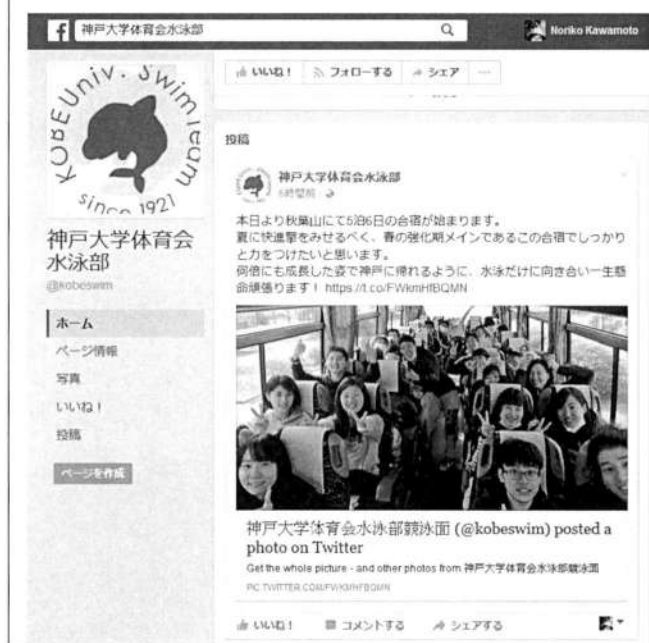 神戸大学体育会水泳部
Noriko Kawamoto
いいね！ フォローする シェア ...
KOBE Univ. Swim Team
since 1921
神戸大学体育会
水泳部
@kobeswim
ホーム
ページ情報
写真
いいね！
投稿
ページを作成
投稿
神戸大学体育会水泳部
6時間前
本日より秋葉山にて5泊6日の合宿が始まります。
夏に快進撃をみせるべく、春の強化期メインであるこの合宿でしっかり
と力をつけたいと思います。
何倍にも成長した姿で神戸に帰れるように、水泳だけに向き合い一生懸
命頑張ります！ https://t.co/FWkmHfBQMN
神戸大学体育会水泳部競泳面 (@kobeswim) posted a
photo on Twitter
Get the whole picture - and other photos from 神戸大学体育会水泳部競泳面
PIC.TWITTER.COM/FWKMHFBQMN
いいね！ コメントする シェアする